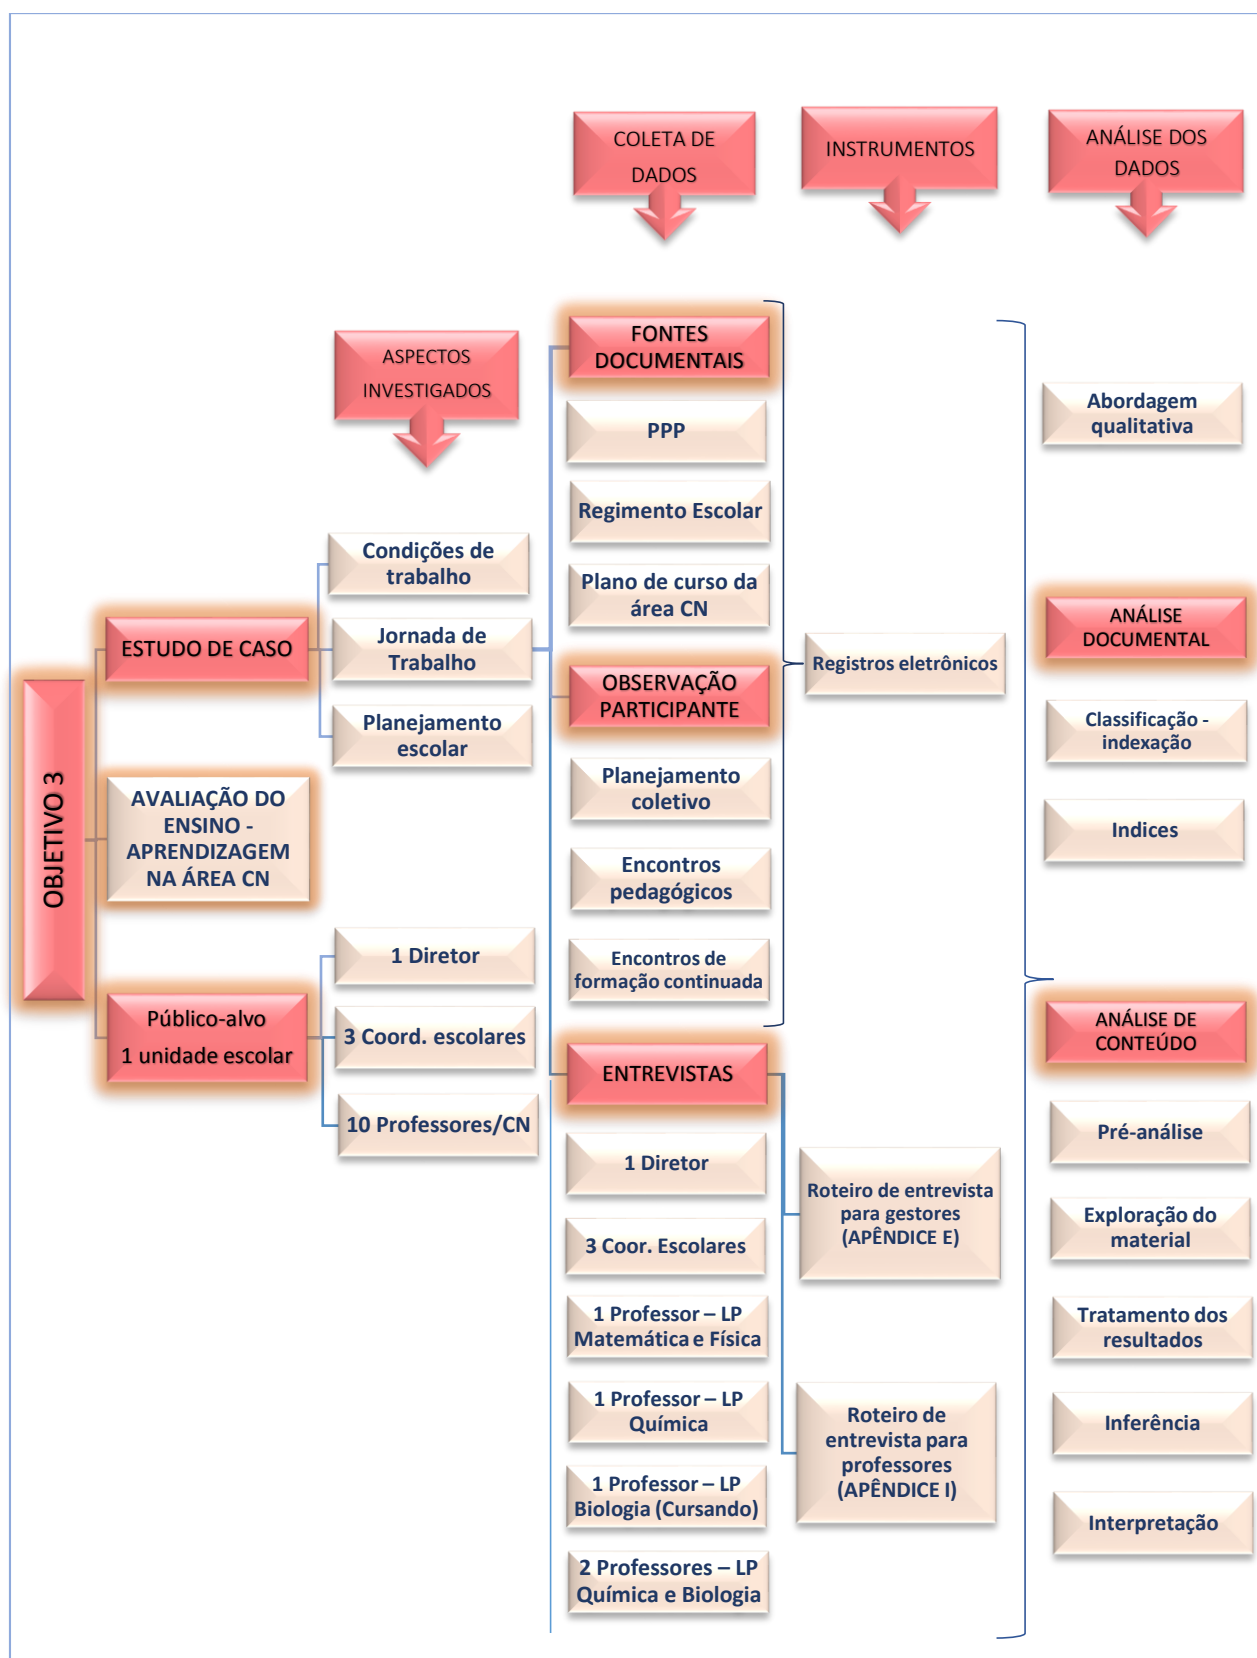 COLETA DE
DADOS
INSTRUMENTOS
ANÁLISE DOS
DADOS
ASPECTOS
INVESTIGADOS
OBJETIVO 3
ESTUDO DE CASO
AVALIAÇÃO DO
ENSINO -
APRENDIZAGEM
NA ÁREA CN
Público-alvo
1 unidade escolar
Condições de
trabalho
Jornada de
Trabalho
Planejamento
escolar
1 Diretor
3 Coord. escolares
10 Professores/CN
FONTES
DOCUMENTAIS
PPP
Regimento Escolar
Plano de curso da
área CN
OBSERVAÇÃO
PARTICIPANTE
Planejamento
coletivo
Encontros
pedagógicos
Encontros de
formação continuada
ENTREVISTAS
1 Diretor
3 Coor. Escolares
1 Professor – LP
Matemática e Física
1 Professor – LP
Química
1 Professor – LP
Biologia (Cursando)
2 Professores – LP
Química e Biologia
Registros eletrônicos
Roteiro de entrevista
para gestores
(APÊNDICE E)
Roteiro de
entrevista para
professores
(APÊNDICE I)
Abordagem
qualitativa
ANÁLISE
DOCUMENTAL
Classificação -
indexação
Indices
ANÁLISE DE
CONTEÚDO
Pré-análise
Exploração do
material
Tratamento dos
resultados
Inferência
Interpretação